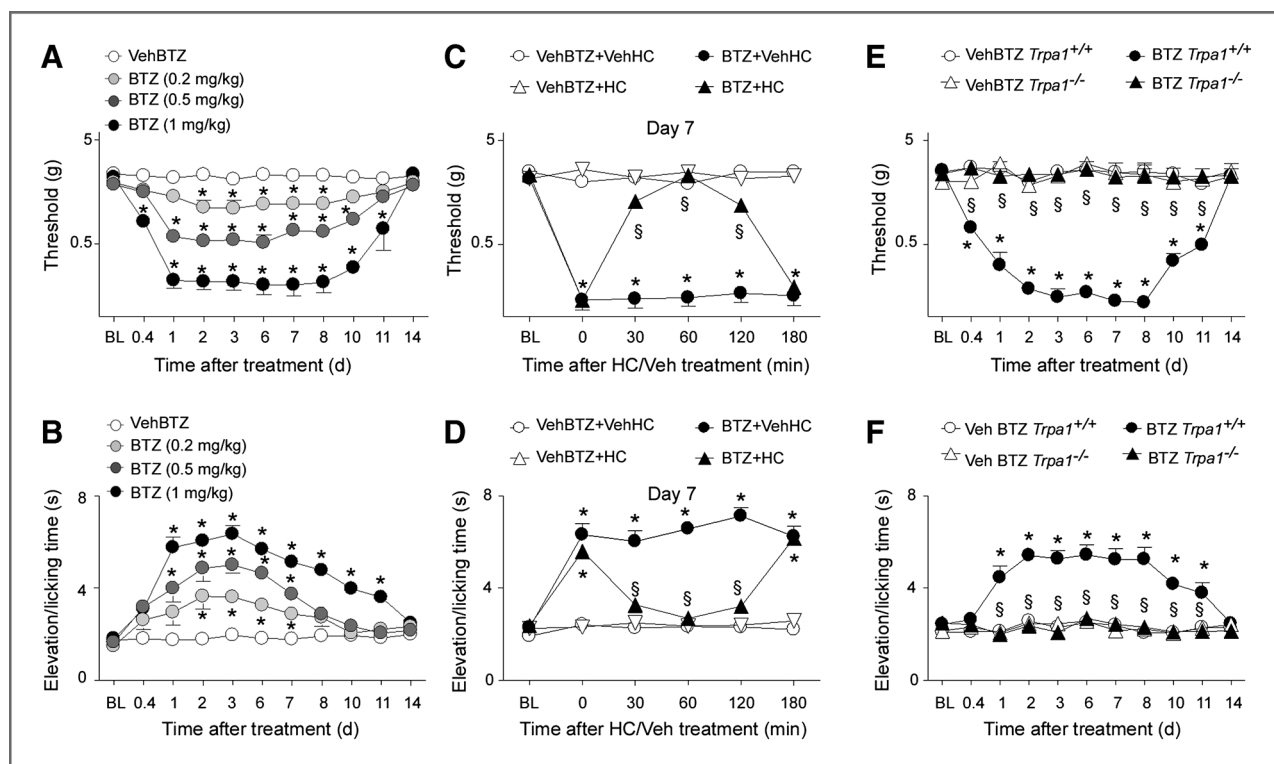 A
VehBTZ
BTZ (0.2 mg/kg)
BTZ (0.5 mg/kg)
BTZ (1 mg/kg)
5
0.5
Threshold (g)
* * * * * *
* * * * * * *
* * * * * * * * *
BL 0.4 1 2 3 6 7 8 10 11 14
Time after treatment (d)
B
VehBTZ
BTZ (0.2 mg/kg)
BTZ (0.5 mg/kg)
BTZ (1 mg/kg)
8
4
0
Elevation/licking time (s)
* * * * * * * *
* * * * *
* * * *
BL 0.4 1 2 3 6 7 8 10 11 14
Time after treatment (d)
C
VehBTZ+VehHC BTZ+VehHC
VehBTZ+HC BTZ+HC
Day 7
5
0.5
Threshold (g)
§ § §
* * * * *
BL 0 30 60 120 180
Time after HC/Veh treatment (min)
D
VehBTZ+VehHC BTZ+VehHC
VehBTZ+HC BTZ+HC
Day 7
8
4
0
Elevation/licking time (s)
* * * * *
* § § § *
BL 0 30 60 120 180
Time after HC/Veh treatment (min)
E
VehBTZ Trpa1+/+ BTZ Trpa1+/+
VehBTZ Trpa1-/- BTZ Trpa1-/-
5
0.5
Threshold (g)
§ § § § § § § § §
* * * * * * * * *
BL 0.4 1 2 3 6 7 8 10 11 14
Time after treatment (d)
F
Veh BTZ Trpa1+/+ BTZ Trpa1+/+
Veh BTZ Trpa1-/- BTZ Trpa1-/-
8
4
0
Elevation/licking time (s)
* * * * * * * *
§ § § § § § § §
BL 0.4 1 2 3 6 7 8 10 11 14
Time after treatment (d)